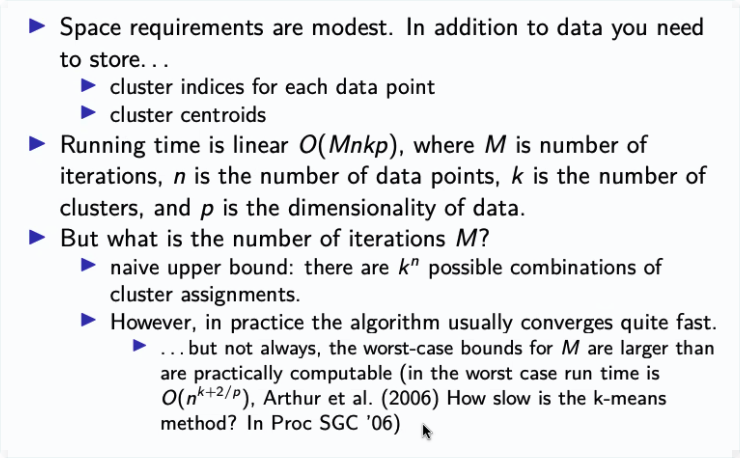 Space requirements are modest. In addition to data you need
to store...
cluster indices for each data point
cluster centroids
Running time is linear O(Mnkp), where M is number of
iterations, n is the number of data points, k is the number of
clusters, and p is the dimensionality of data.
But what is the number of iterations M?
naive upper bound: there are kⁿ possible combinations of
cluster assignments.
However, in practice the algorithm usually converges quite fast.
...but not always, the worst-case bounds for M are larger than
are practically computable (in the worst case run time is
O(n^{k+2/p}), Arthur et al. (2006) How slow is the k-means
method? In Proc SGC '06)